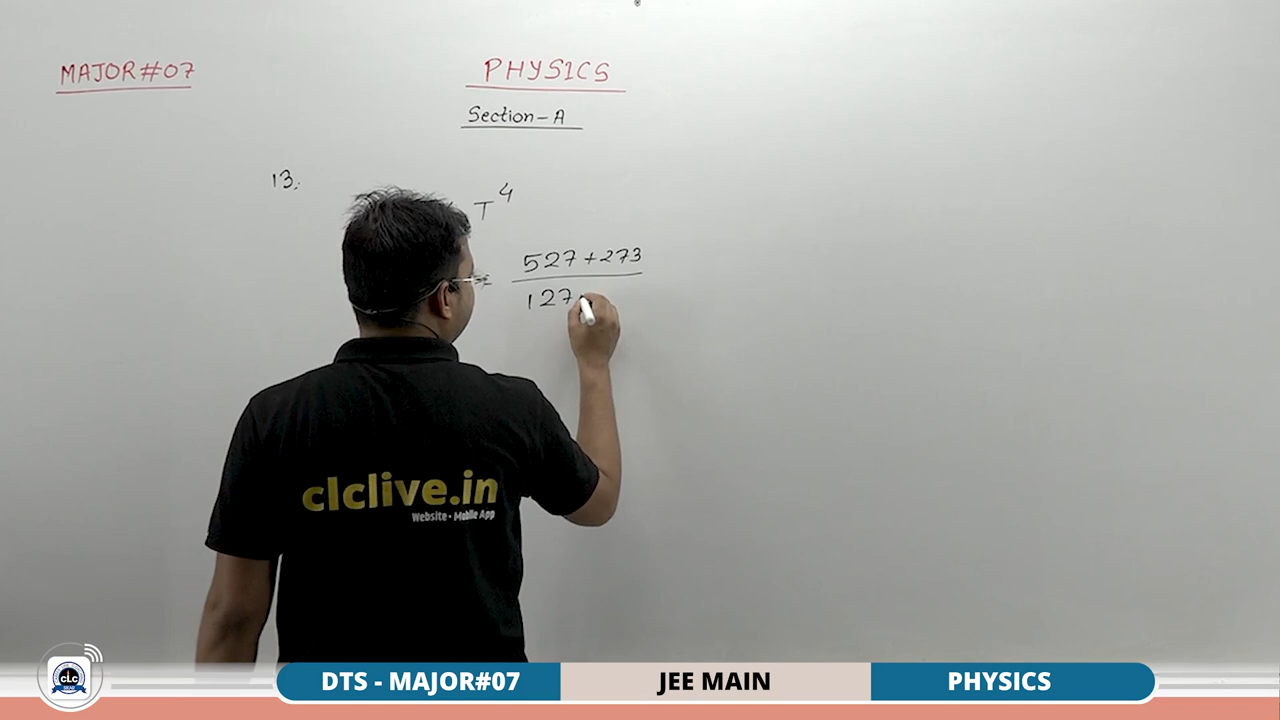 MAJOR#07
PHYSICS
Section-A
13.
T⁴
= 527+273
127
clclive.in
Website • Mobile App
CLC
DTS - MAJOR#07
JEE MAIN
PHYSICS